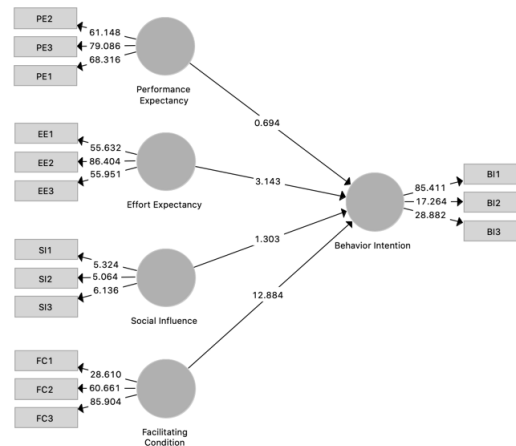 PE2
61.148
PE3
79.086
PE1
68.316
Performance
Expectancy
0.694
EE1
55.632
EE2
86.404
EE3
55.951
Effort Expectancy
3.143
BI1
85.411
BI2
17.264
BI3
28.882
Behavior Intention
SI1
5.324
SI2
5.064
SI3
6.136
Social Influence
1.303
12.884
FC1
28.610
FC2
60.661
FC3
85.904
Facilitating
Condition